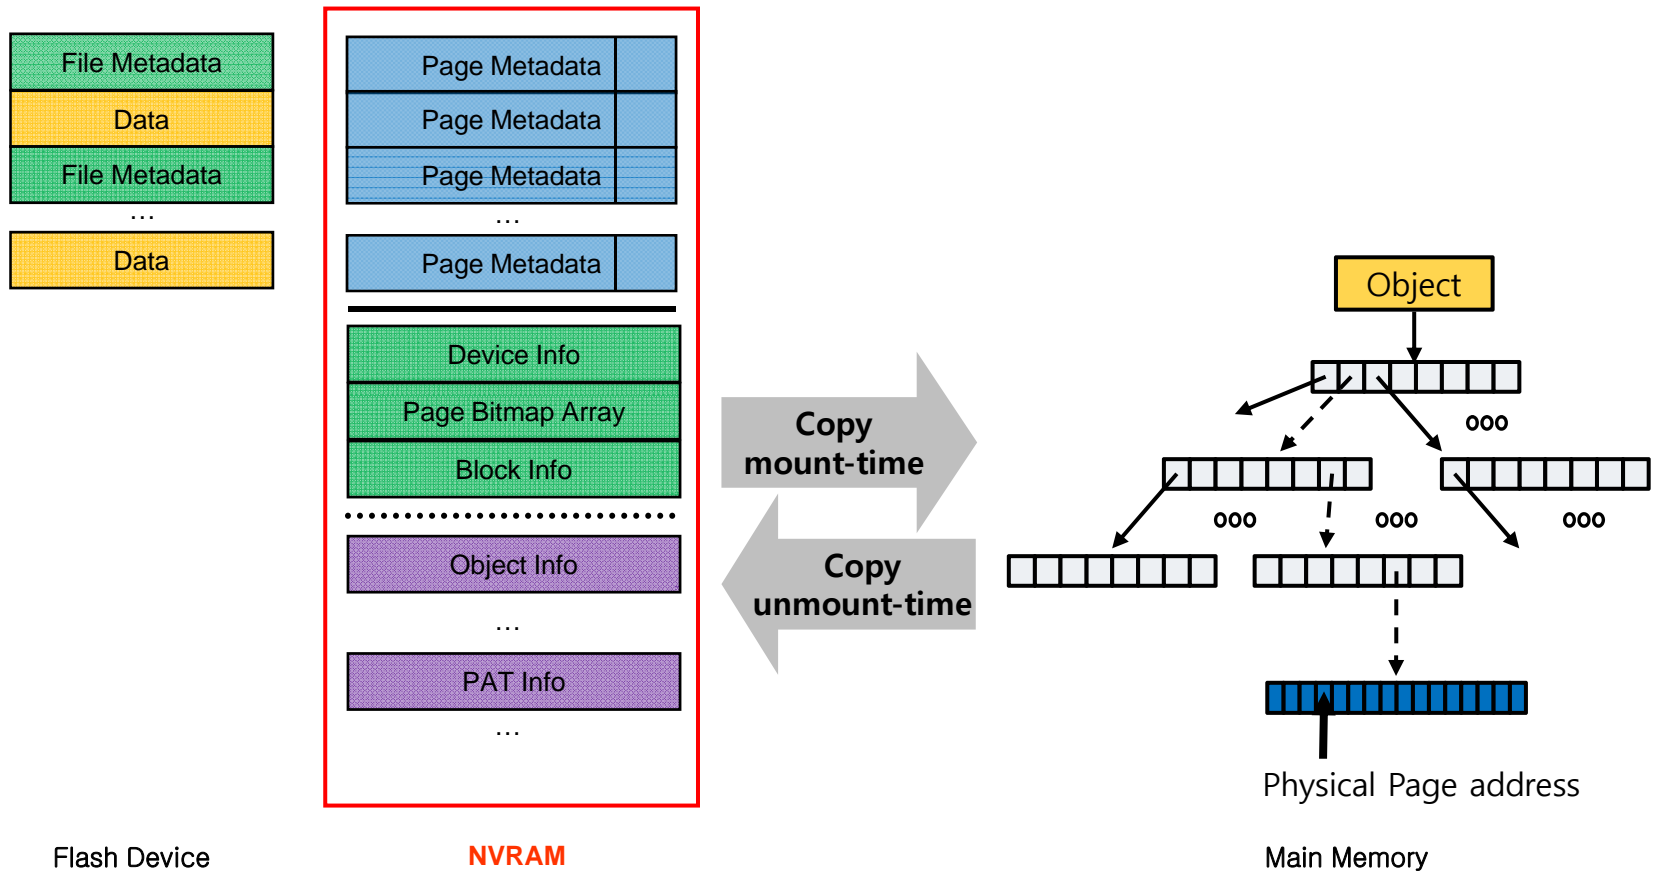 File Metadata
Data
File Metadata
...
Data
Page Metadata
Page Metadata
Page Metadata
...
Page Metadata
Device Info
Page Bitmap Array
Block Info
Object Info
...
PAT Info
...
Copy
mount-time
Copy
unmount-time
Object
ooo
ooo
ooo
ooo
Physical Page address
Flash Device
NVRAM
Main Memory